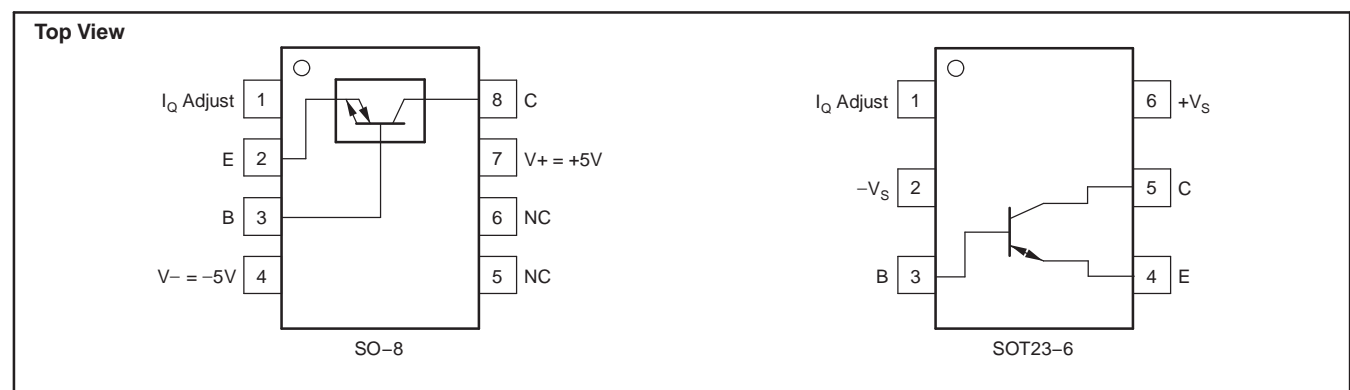 Top View
I_Q Adjust 1
E 2
B 3
V− = −5V 4
8 C
7 V+ = +5V
6 NC
5 NC
SO−8
I_Q Adjust 1
−V_S 2
B 3
6 +V_S
5 C
4 E
SOT23−6